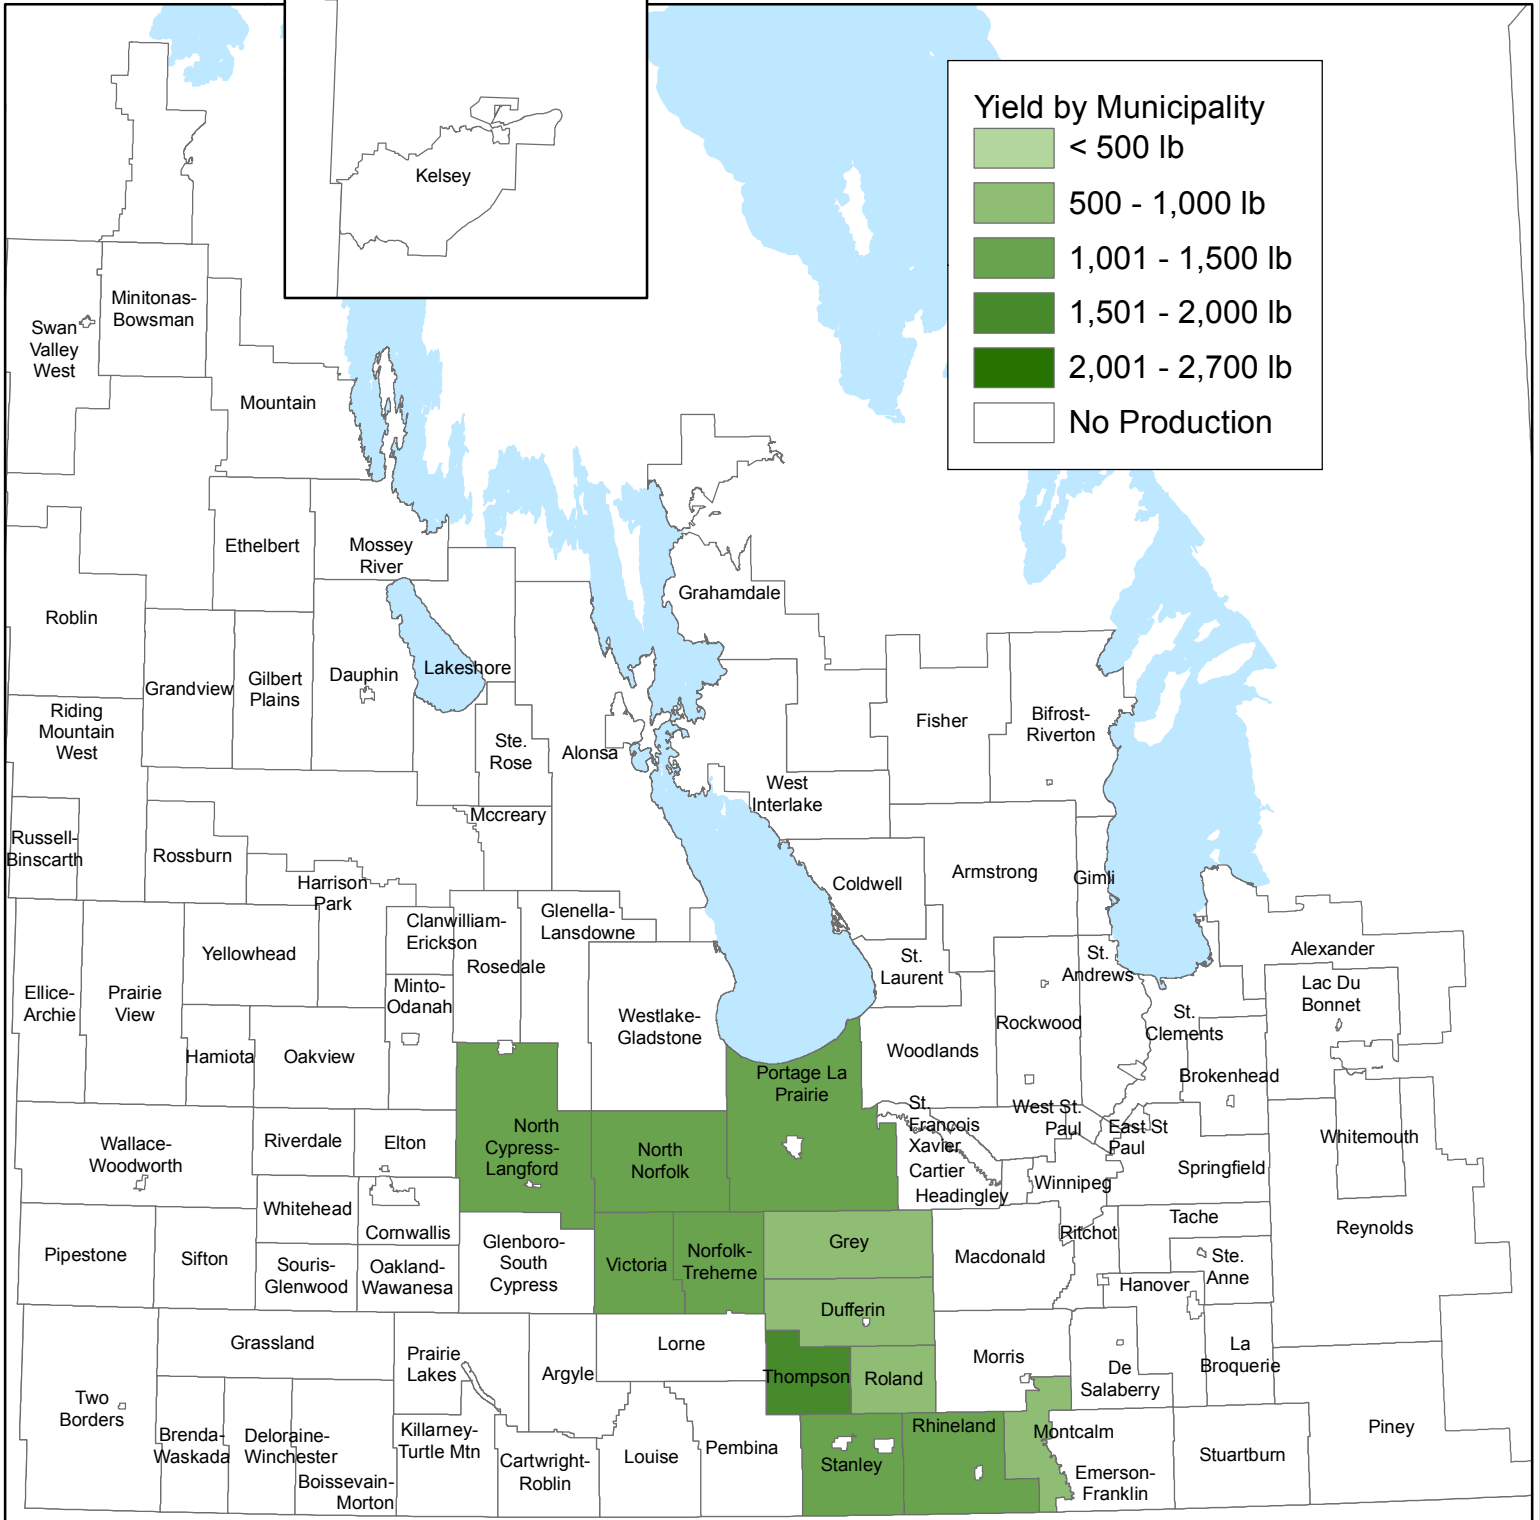 Yield by Municipality
< 500 lb
500 - 1,000 lb
1,001 - 1,500 lb
1,501 - 2,000 lb
2,001 - 2,700 lb
No Production
Kelsey
Minitonas-
Bowsman
Swan
Valley
West
Mountain
Ethelbert
Mossey
River
Grahamdale
Roblin
Lakeshore
Dauphin
Gilbert
Plains
Grandview
Riding
Mountain
West
Ste.
Rose
Alonsa
Fisher
Bifrost-
Riverton
West
Interlake
Mccreary
Russell-
Binscarth
Rossburn
Harrison
Park
Coldwell
Armstrong
Gimli
Clanwilliam-
Erickson
Glenella-
Lansdowne
Yellowhead
Rosedale
St.
Laurent
St.
Andrews
Alexander
Lac Du
Bonnet
Ellice-
Archie
Prairie
View
Minto-
Odanah
Westlake-
Gladstone
Rockwood
St.
Clements
Hamiota
Oakview
Woodlands
Portage La
Prairie
Brokenhead
St.
François
Xavier
West St.
Paul
East St
Paul
Whitemouth
Wallace-
Woodworth
Riverdale
Elton
North
Cypress-
Langford
North
Norfolk
Cartier
Headingley
Winnipeg
Springfield
Whitehead
Cornwallis
Tache
Ritchot
Reynolds
Pipestone
Sifton
Souris-
Glenwood
Oakland-
Wawanesa
Glenboro-
South
Cypress
Victoria
Norfolk-
Treherne
Grey
Macdonald
Ste.
Anne
Hanover
Dufferin
Grassland
Prairie
Lakes
Argyle
Lorne
Thompson
Roland
Morris
De
Salaberry
La
Broquerie
Two
Borders
Brenda-
Waskada
Deloraine-
Winchester
Boissevain-
Morton
Killarney-
Turtle Mtn
Cartwright-
Roblin
Louise
Pembina
Stanley
Rhineland
Montcalm
Emerson-
Franklin
Stuartburn
Piney